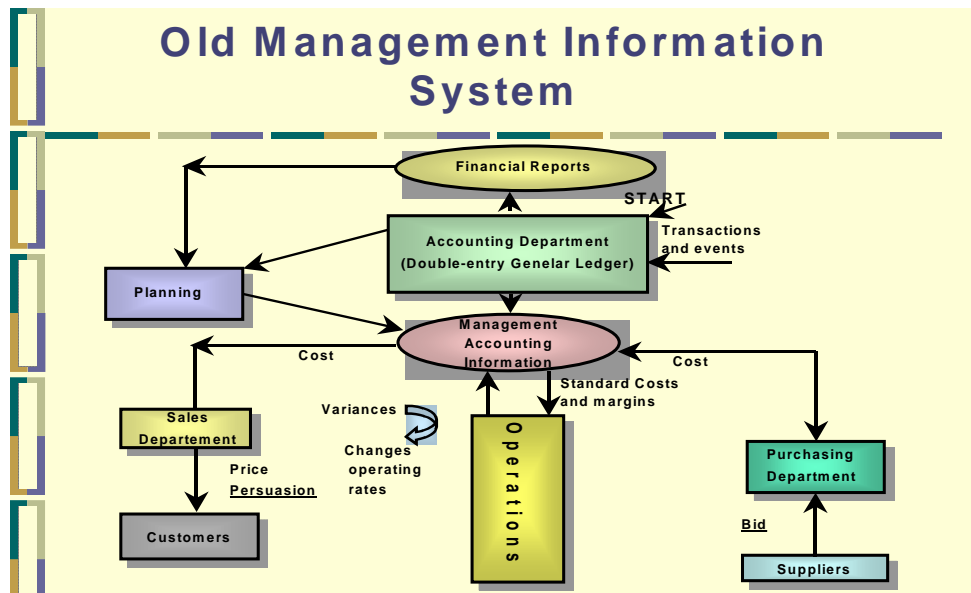 Old Management Information
System
Financial Reports
START
Accounting Department
(Double-entry Genelar Ledger)
Transactions
and events
Planning
Management
Accounting
Information
Cost
Cost
Standard Costs
and margins
Sales
Departement
Variances
Changes
operating
rates
Operations
Purchasing
Department
Price
Persuasion
Bid
Customers
Suppliers